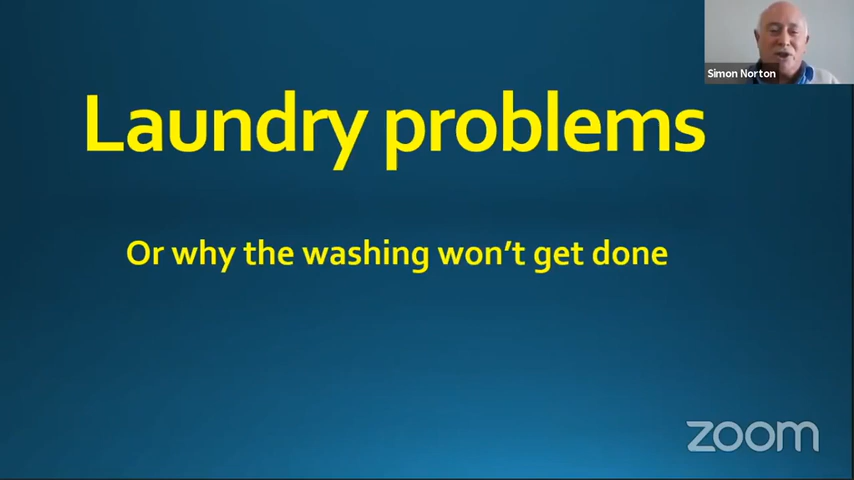 Simon Norton
Laundry problems
Or why the washing won't get done
zoom